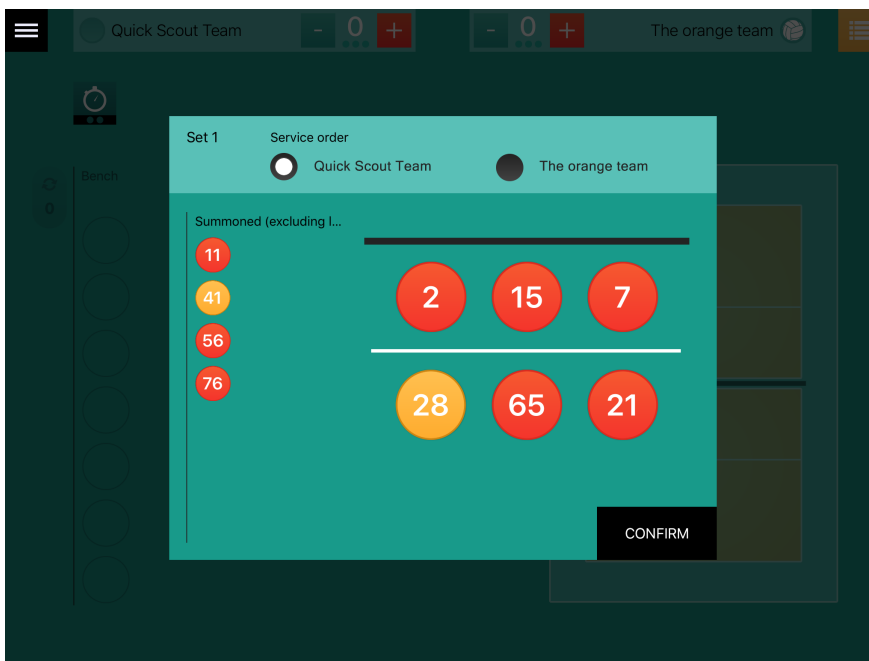 Quick Scout Team - 0 + - 0 + The orange team
Set 1 Service order
Quick Scout Team The orange team
Bench
0
Summoned (excluding l...
11
41
56
76
2 15 7
28 65 21
CONFIRM